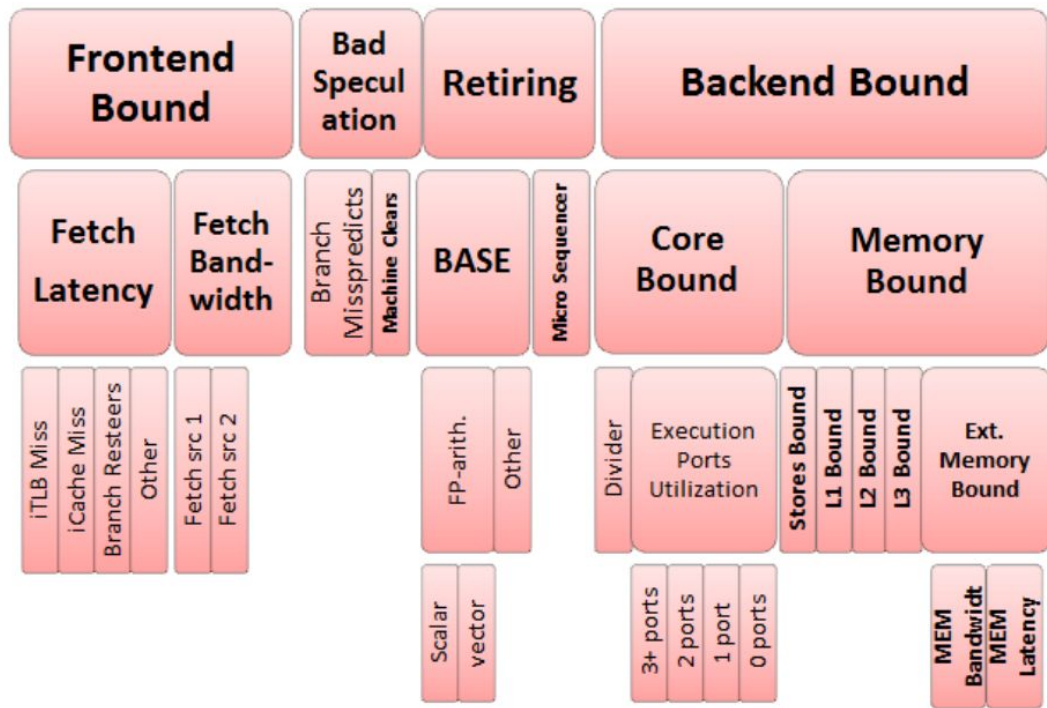 Frontend
Bound
Bad
Specul
ation
Retiring
Backend Bound
Fetch
Latency
Fetch
Band-
width
Branch
Misspredicts
Machine Clears
BASE
Micro Sequencer
Core
Bound
Memory
Bound
iTLB Miss
iCache Miss
Branch Resteers
Other
Fetch src 1
Fetch src 2
FP-arith.
Other
Divider
Execution
Ports
Utilization
Stores Bound
L1 Bound
L2 Bound
L3 Bound
Ext.
Memory
Bound
Scalar
vector
3+ ports
2 ports
1 port
0 ports
MEM
Bandwidt
MEM
Latency